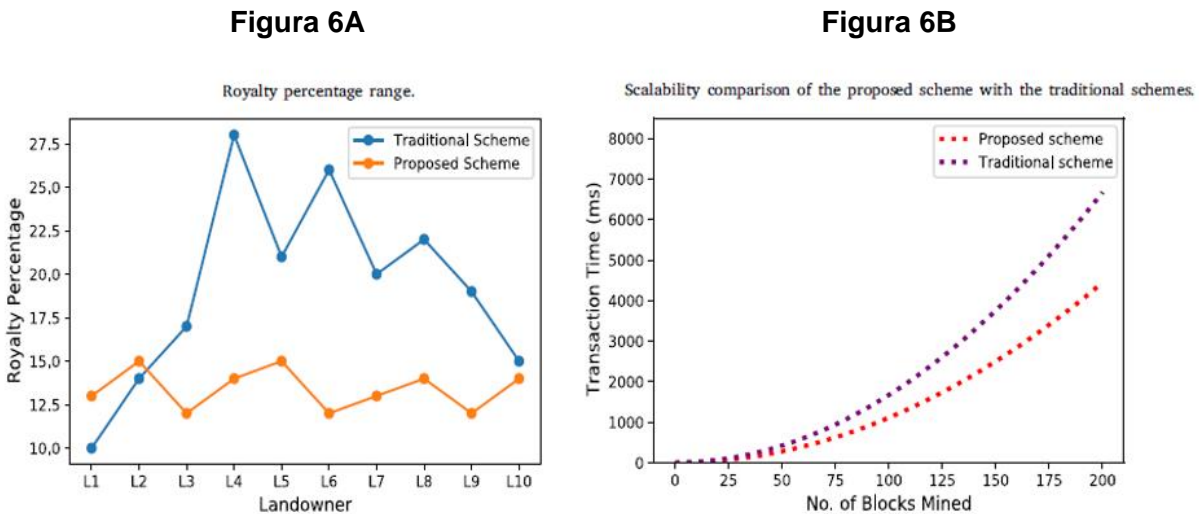 Figura 6A
Royalty percentage range.
Traditional Scheme
Proposed Scheme
Royalty Percentage
27.5
25.0
22.5
20.0
17.5
15.0
12.5
10.0
L1 L2 L3 L4 L5 L6 L7 L8 L9 L10
Landowner
Figura 6B
Scalability comparison of the proposed scheme with the traditional schemes.
Proposed scheme
Traditional scheme
Transaction Time (ms)
8000
7000
6000
5000
4000
3000
2000
1000
0
0 25 50 75 100 125 150 175 200
No. of Blocks Mined